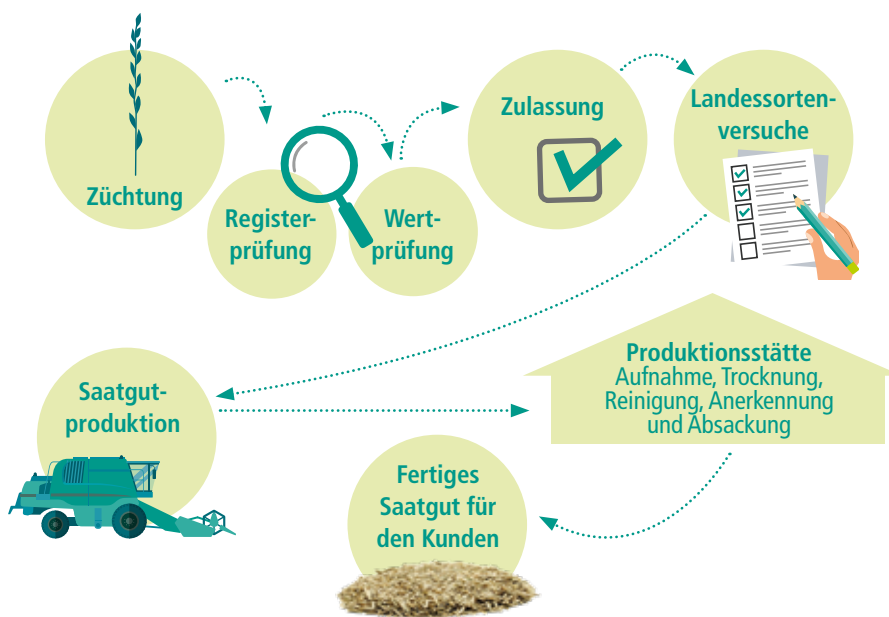 Züchtung
Register-
prüfung
Wert-
prüfung
Zulassung
Landessorten-
versuche
Saatgut-
produktion
Produktionsstätte
Aufnahme, Trocknung,
Reinigung, Anerkennung
und Absackung
Fertiges
Saatgut für
den Kunden